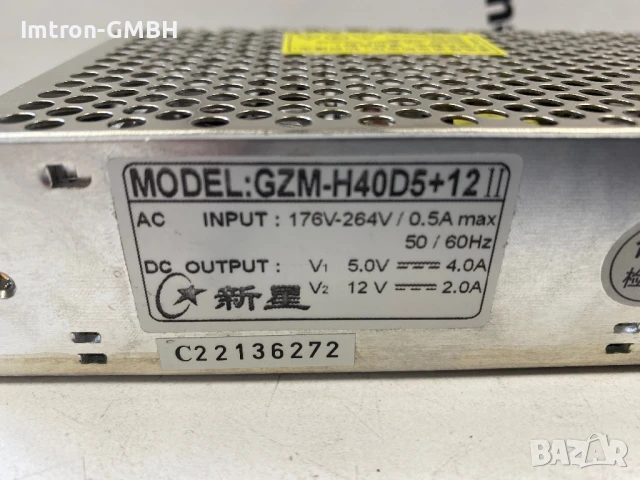 Imtron-GMBH
MODEL:GZM-H40D5+12 II
AC INPUT : 176V-264V / 0.5A max
50 / 60Hz
DC OUTPUT : V1 5.0V 4.0A
新星 V2 12 V 2.0A
C22136272
检
BAZAR